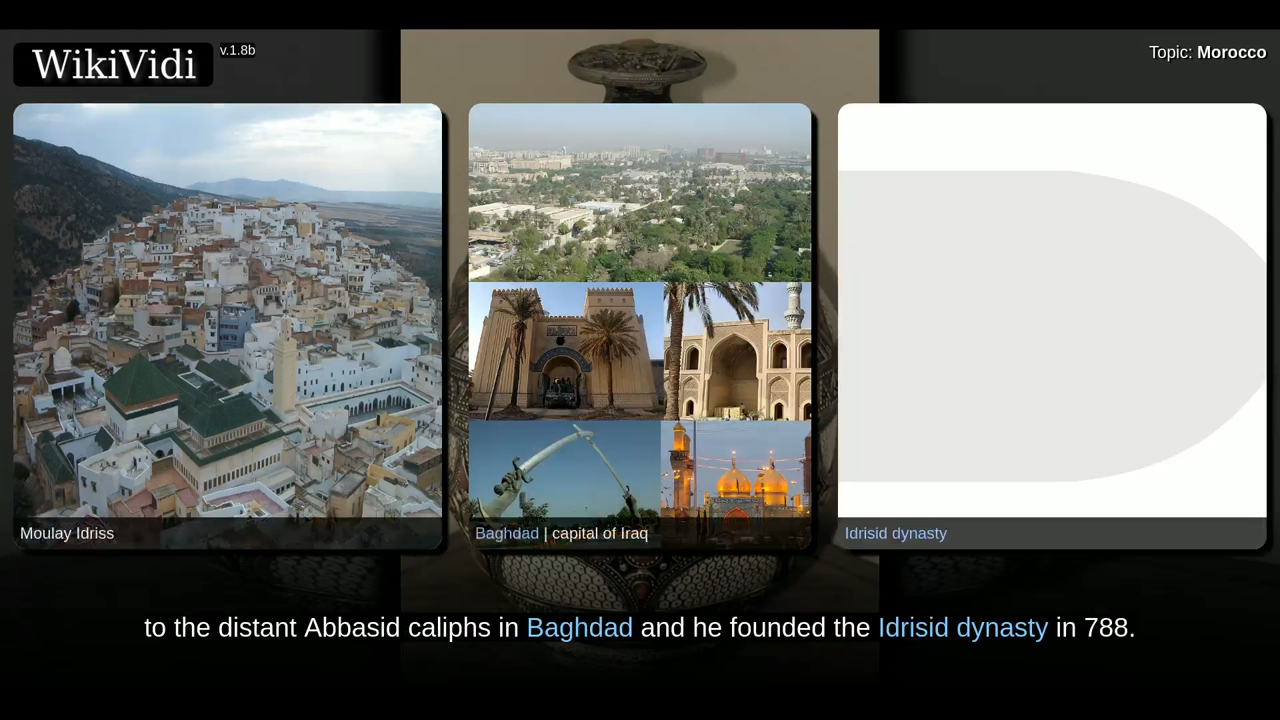 WikiVidi
v.1.8b
Topic: Morocco
Moulay Idriss
Baghdad | capital of Iraq
Idrisid dynasty
to the distant Abbasid caliphs in Baghdad and he founded the Idrisid dynasty in 788.